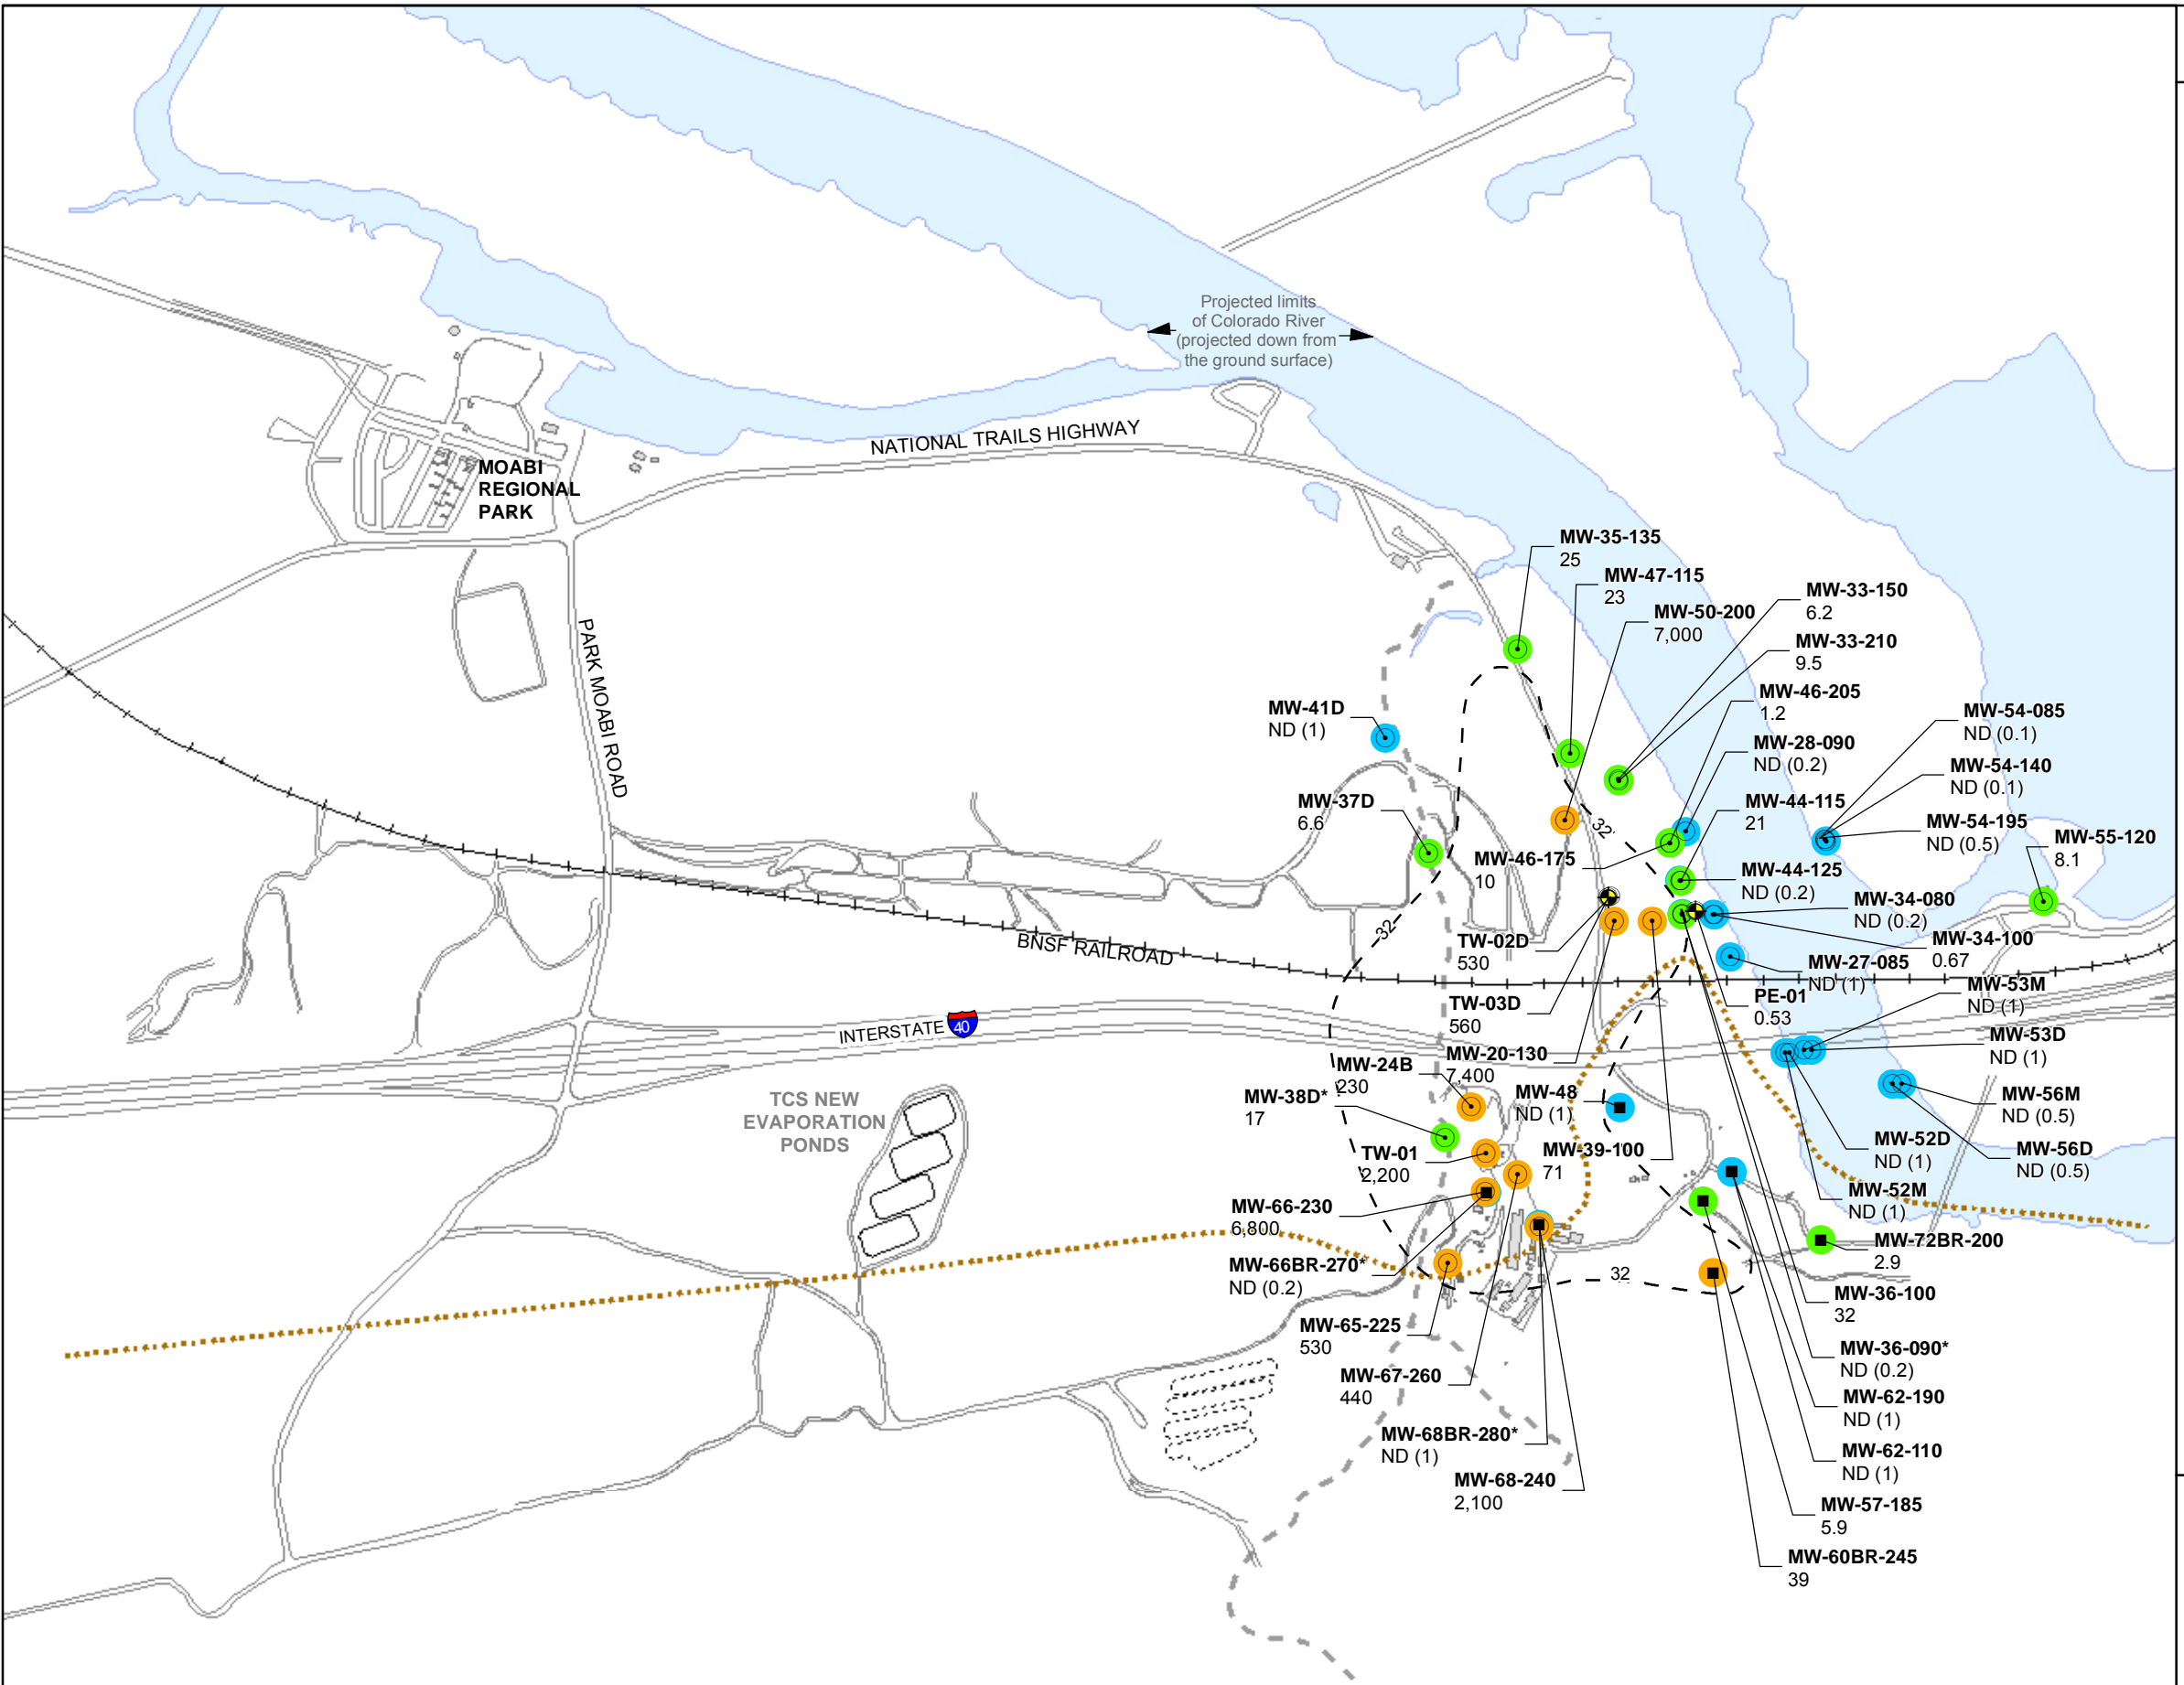 Projected limits
of Colorado River
(projected down from
the ground surface)
NATIONAL TRAILS HIGHWAY
MOABI
REGIONAL
PARK
PARK MOABI ROAD
MW-35-135
25
MW-47-115
23
MW-50-200
7,000
MW-33-150
6.2
MW-33-210
9.5
MW-46-205
1.2
MW-28-090
ND (0.2)
MW-44-115
21
MW-44-125
ND (0.2)
MW-54-085
ND (0.1)
MW-54-140
ND (0.1)
MW-54-195
ND (0.5)
MW-55-120
8.1
MW-41D
ND (1)
MW-37D
6.6
MW-46-175
10
32
32
MW-34-080
ND (0.2)
MW-34-100
0.67
MW-27-085
ND (1)
PE-01
0.53
MW-53M
ND (1)
MW-53D
ND (1)
TW-02D
530
TW-03D
560
BNSF RAILROAD
INTERSTATE 40
MW-20-130
7,400
MW-24B
230
MW-38D*
17
MW-48
ND (1)
MW-39-100
71
TW-01
2,200
TCS NEW
EVAPORATION
PONDS
MW-56M
ND (0.5)
MW-56D
ND (0.5)
MW-52D
ND (1)
MW-52M
ND (1)
MW-66-230
6,800
MW-66BR-270*
ND (0.2)
MW-72BR-200
2.9
32
MW-65-225
530
MW-67-260
440
MW-68BR-280*
ND (1)
MW-68-240
2,100
MW-36-100
32
MW-36-090*
ND (0.2)
MW-62-190
ND (1)
MW-62-110
ND (1)
MW-57-185
5.9
MW-60BR-245
39